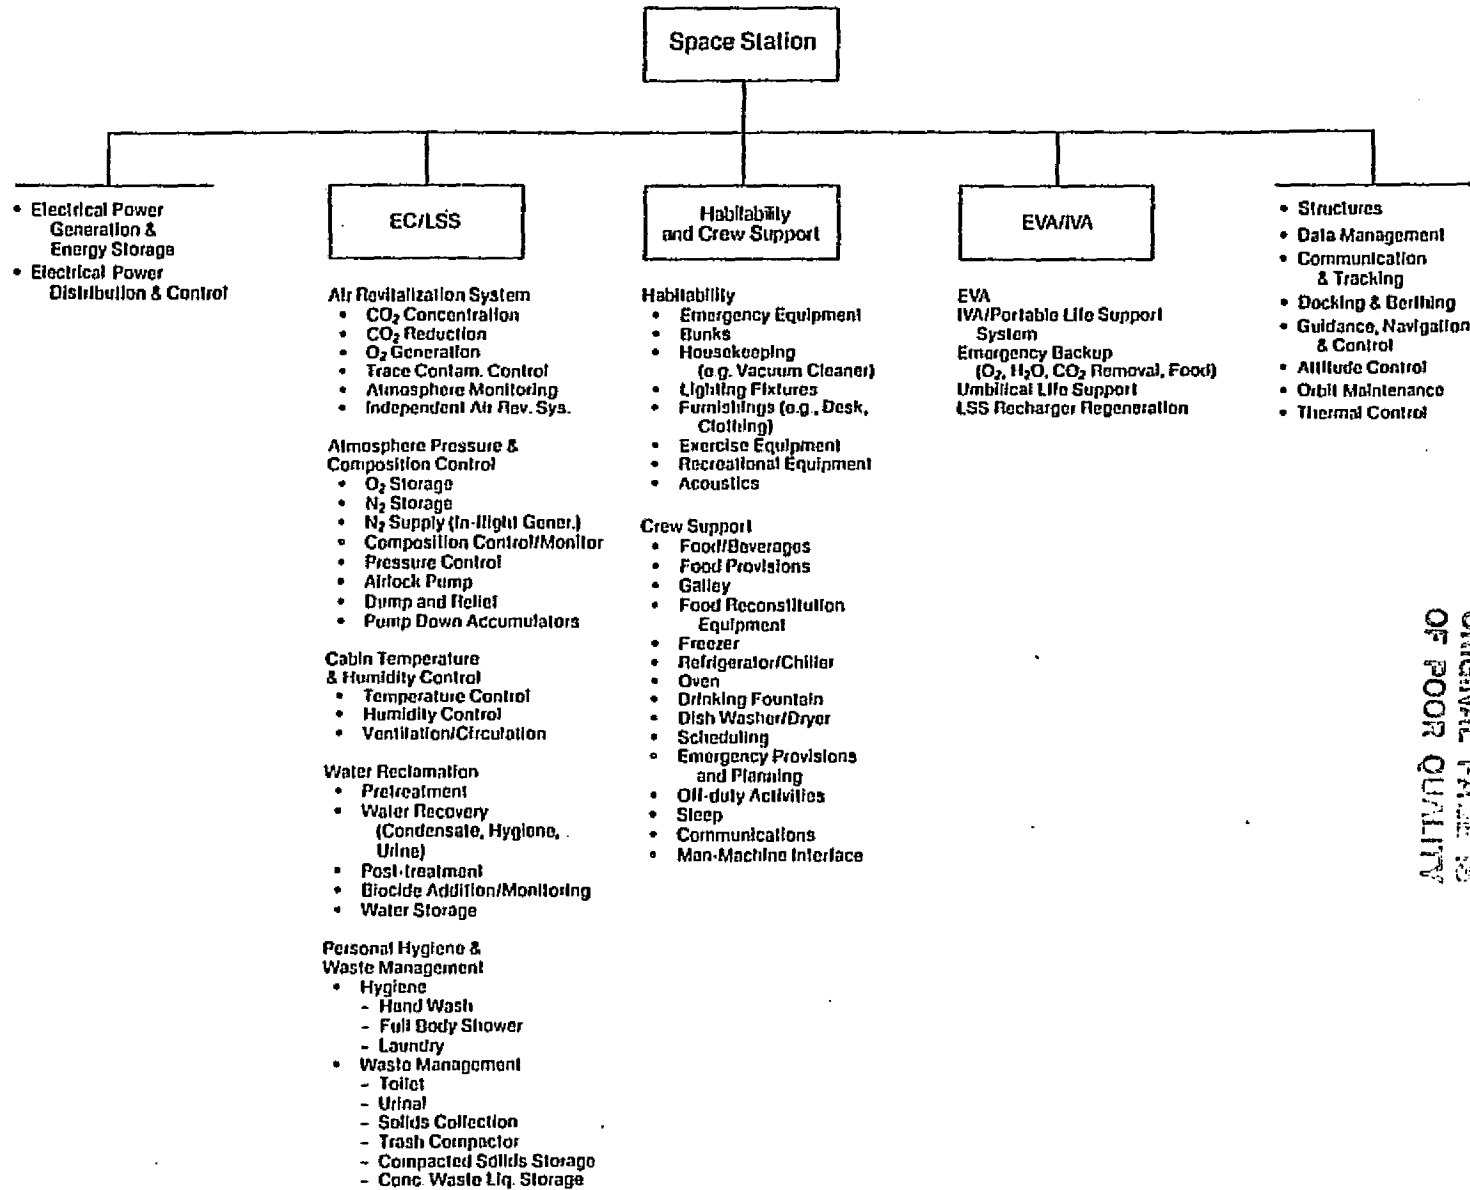 Space Station
• Electrical Power
Generation &
Energy Storage
• Electrical Power
Distribution & Control
EC/LSS
Air Revitalization System
• CO₂ Concentration
• CO₂ Reduction
• O₂ Generation
• Trace Contam. Control
• Atmosphere Monitoring
• Independent Air Rev. Sys.
Atmosphere Pressure &
Composition Control
• O₂ Storage
• N₂ Storage
• N₂ Supply (In-flight Gener.)
• Composition Control/Monitor
• Pressure Control
• Airlock Pump
• Dump and Relief
• Pump Down Accumulators
Cabin Temperature
& Humidity Control
• Temperature Control
• Humidity Control
• Ventilation/Circulation
Water Reclamation
• Pretreatment
• Water Recovery
(Condensate, Hygiene,
Urine)
• Post-treatment
• Biocide Addition/Monitoring
• Water Storage
Personal Hygiene &
Waste Management
• Hygiene
– Hand Wash
– Full Body Shower
– Laundry
• Waste Management
– Toilet
– Urinal
– Solids Collection
– Trash Compactor
– Compacted Solids Storage
– Conc. Waste Liq. Storage
Habitability
and Crew Support
Habitability
• Emergency Equipment
• Bunks
• Housekeeping
(e.g. Vacuum Cleaner)
• Lighting Fixtures
• Furnishings (e.g., Desk,
Clothing)
• Exercise Equipment
• Recreational Equipment
• Acoustics
Crew Support
• Food/Beverages
• Food Provisions
• Galley
• Food Reconstitution
Equipment
• Freezer
• Refrigerator/Chiller
• Oven
• Drinking Fountain
• Dish Washer/Dryer
• Scheduling
• Emergency Provisions
and Planning
• Off-duty Activities
• Sleep
• Communications
• Man-Machine Interface
EVA/IVA
EVA
IVA/Portable Life Support
System
Emergency Backup
(O₂, H₂O, CO₂ Removal, Food)
Umbilical Life Support
LSS Recharger Regeneration
• Structures
• Data Management
• Communication
& Tracking
• Docking & Berthing
• Guidance, Navigation
& Control
• Attitude Control
• Orbit Maintenance
• Thermal Control
OF POOR QUALITY